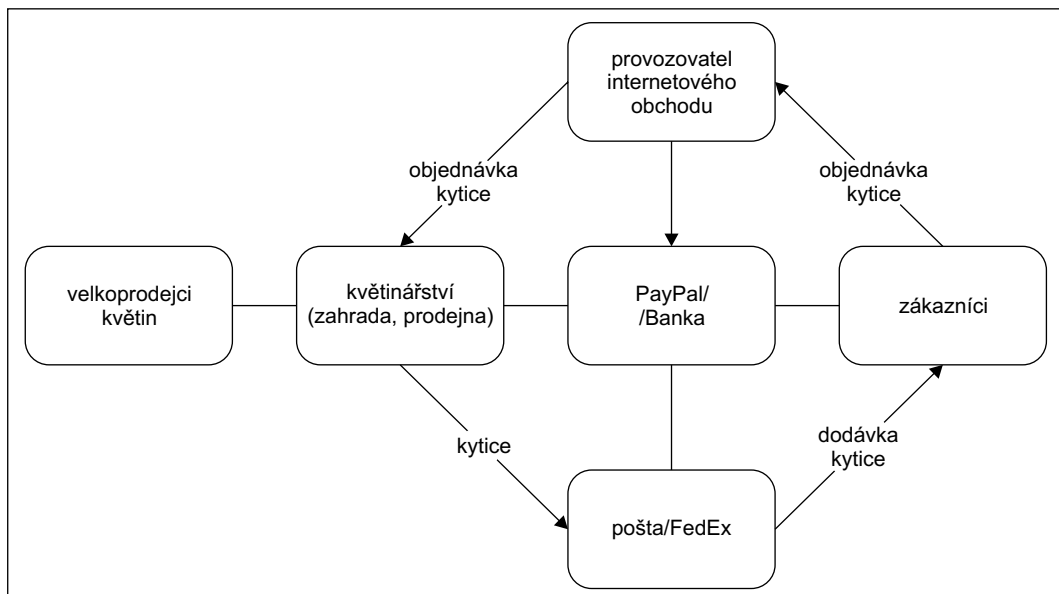 provozovatel
internetového
obchodu
objednávka
kytice
objednávka
kytice
velkoprodejci
květin
květinářství
(zahrada, prodejna)
PayPal/
/Banka
zákazníci
kytice
dodávka
kytice
pošta/FedEx